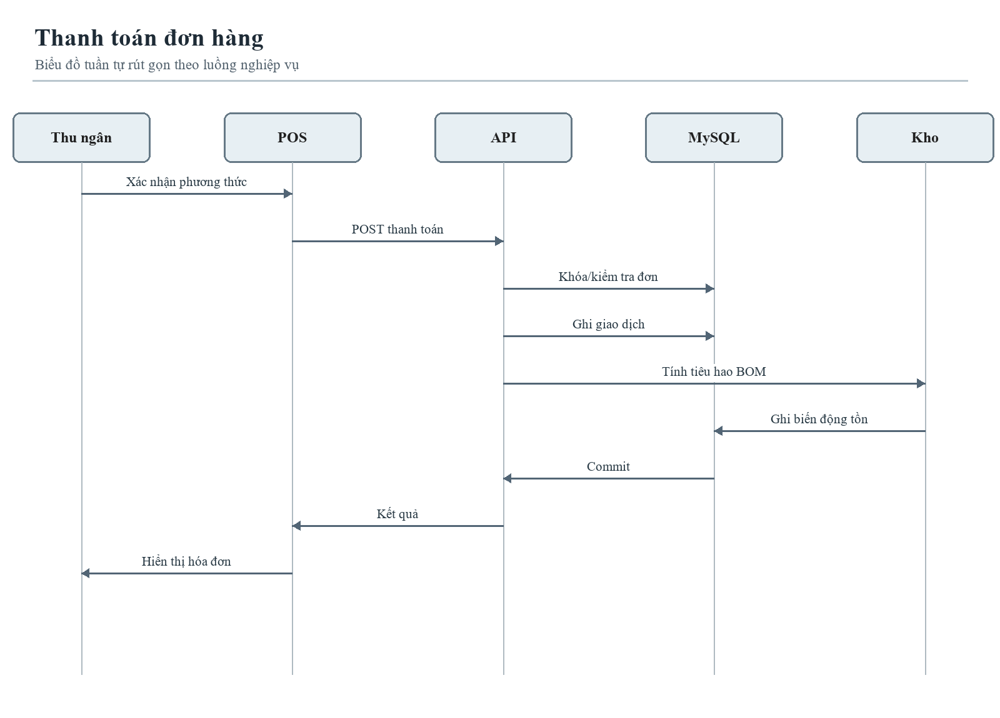 Thanh toán đơn hàng
Biểu đồ tuần tự rút gọn theo luồng nghiệp vụ
Thu ngân
POS
API
MySQL
Kho
Xác nhận phương thức
POST thanh toán
Khóa/kiểm tra đơn
Ghi giao dịch
Tính tiêu hao BOM
Ghi biến động tồn
Commit
Kết quả
Hiển thị hóa đơn